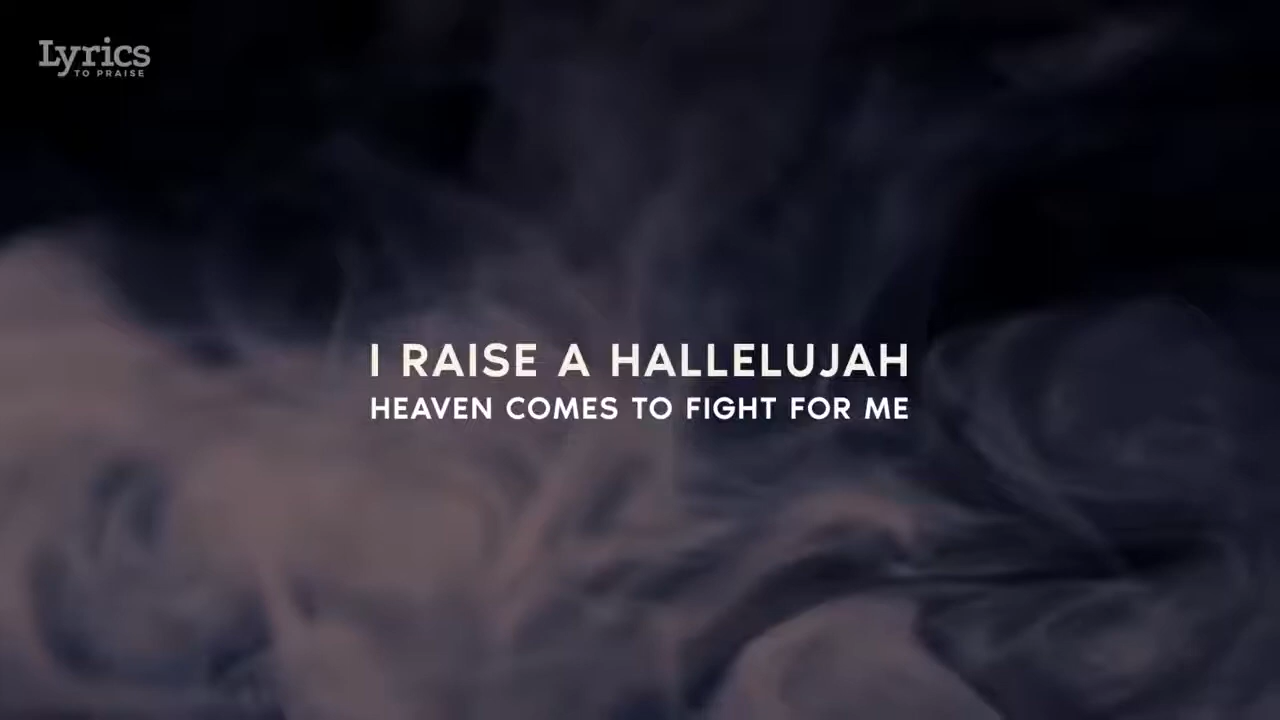 Lyrics
TO PRAISE
I RAISE A HALLELUJAH
HEAVEN COMES TO FIGHT FOR ME